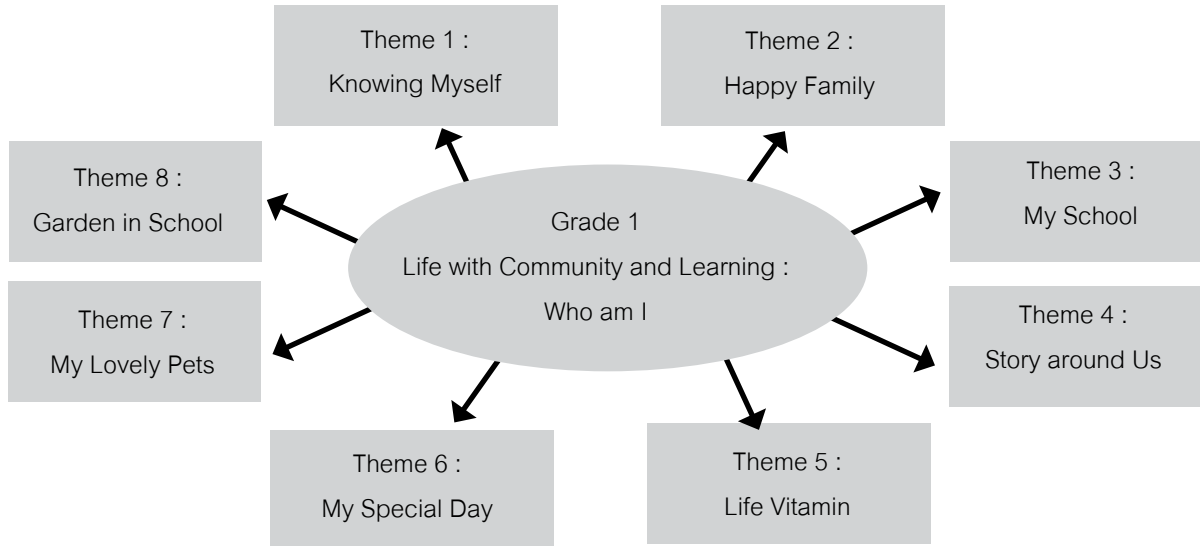 Theme 1 :
Knowing Myself
Theme 2 :
Happy Family
Theme 8 :
Garden in School
Grade 1
Life with Community and Learning :
Who am I
Theme 3 :
My School
Theme 7 :
My Lovely Pets
Theme 4 :
Story around Us
Theme 6 :
My Special Day
Theme 5 :
Life Vitamin